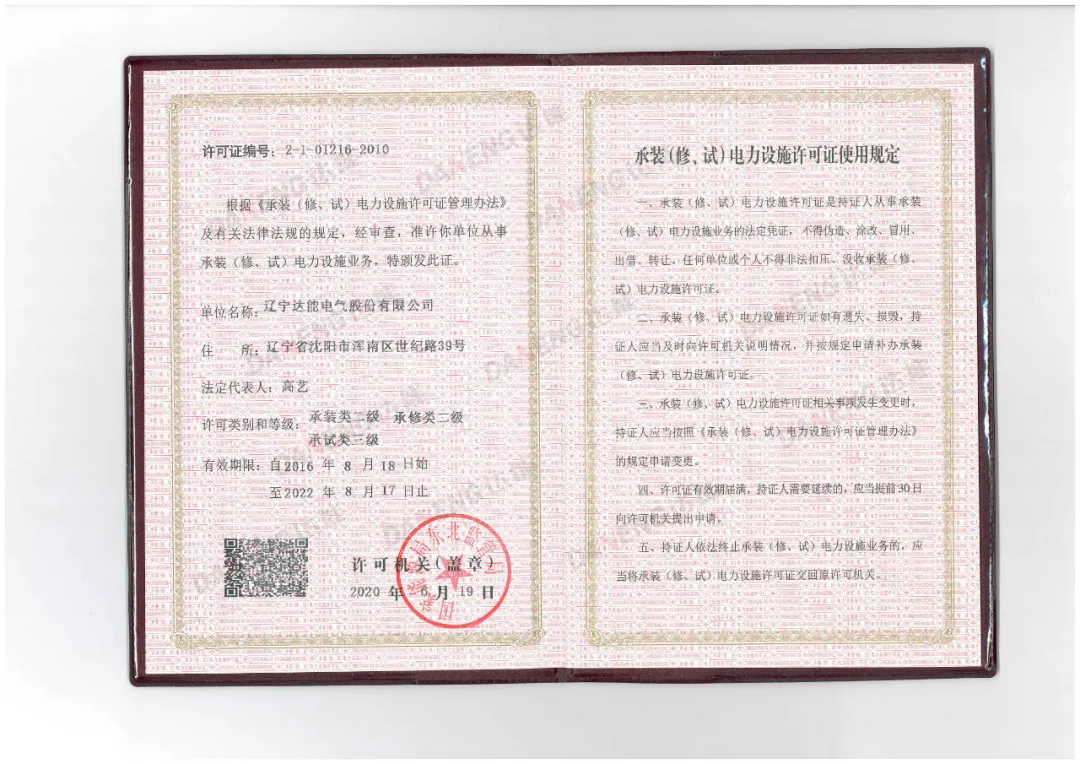 许可证编号：2-1-01216-2010
根据《承装（修、试）电力设施许可证管理办法》
及有关法律法规的规定，经审查，准许你单位从事
承装（修、试）电力设施业务，特颁发此证。
单位名称：辽宁达能电气股份有限公司
住 所：辽宁省沈阳市浑南区世纪路39号
法定代表人：高艺
许可类别和等级：承装类二级 承修类二级
承试类三级
有效期限：自2016 年 8 月 18 日始
至2022 年 8 月 17 日止
许可机关（盖章）
2020 年 6 月 19 日
承装（修、试）电力设施许可证使用规定
一、承装（修、试）电力设施许可证是持证人从事承装
（修、试）电力设施业务的法定凭证，不得伪造、涂改、冒用、
出借、转让。任何单位或个人不得非法扣压、没收承装（修、
试）电力设施许可证。
二、承装（修、试）电力设施许可证如有遗失、损毁，持
证人应当及时向许可机关说明情况，并按规定申请补办承装
（修、试）电力设施许可证。
三、承装（修、试）电力设施许可证相关事项发生变更时，
持证人应当按照《承装（修、试）电力设施许可证管理办法》
的规定申请变更。
四、许可证有效期届满，持证人需要延续的，应当提前30日
向许可机关提出申请。
五、持证人依法终止承装（修、试）电力设施业务的，应
当将承装（修、试）电力设施许可证交回原许可机关。